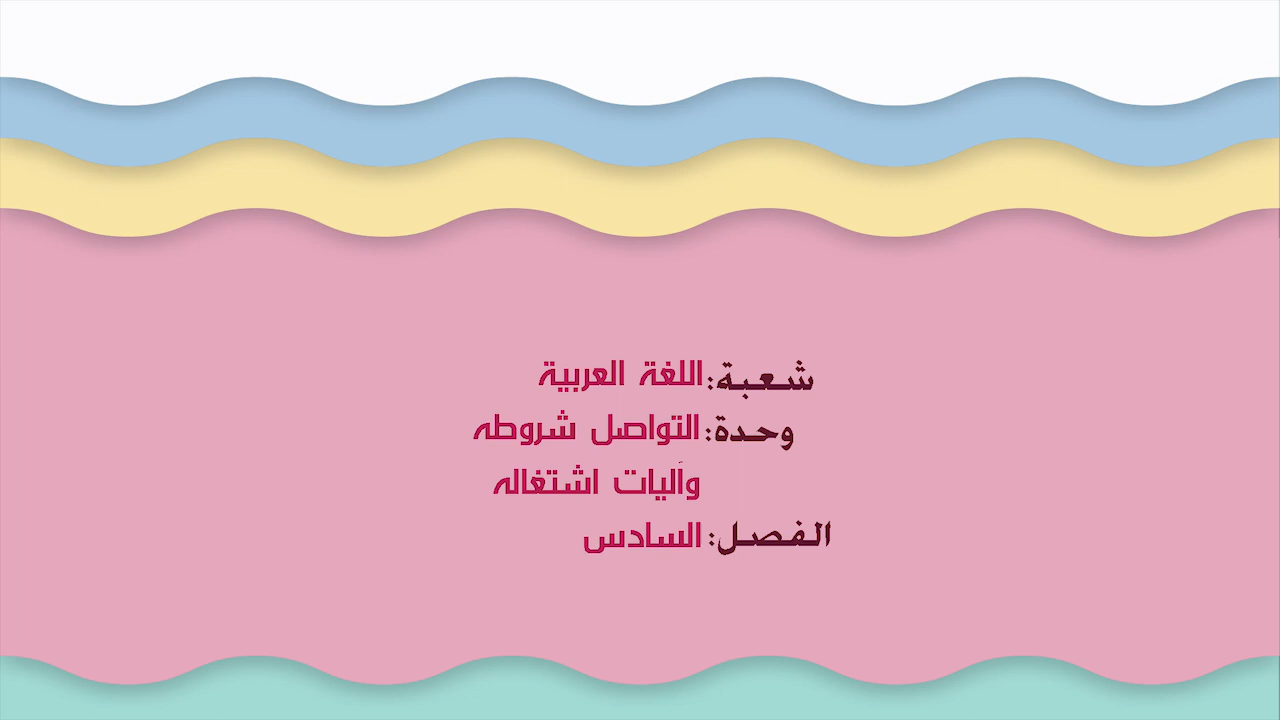 شعبة: اللغة العربية
وحدة: التواصل شروطه
وآليات اشتغاله
الفصل: السادس